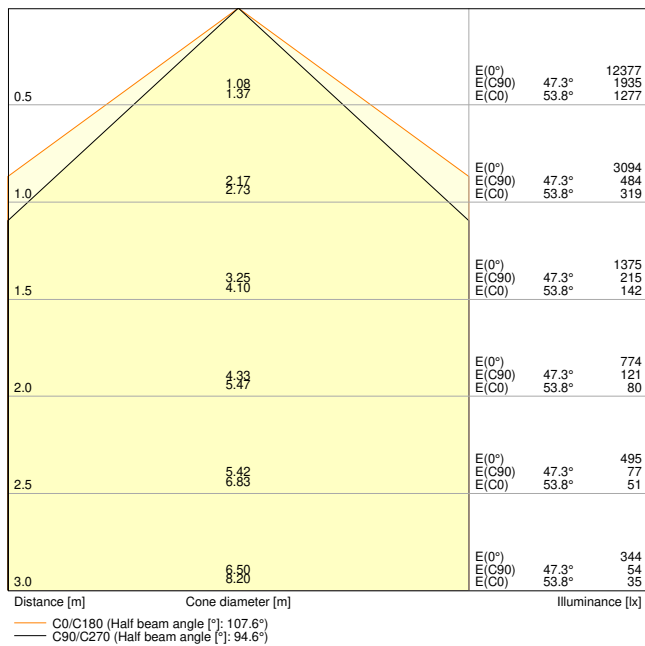 E(0°) 12377
1.08 E(C90) 47.3° 1935
0.5 1.37 E(C0) 53.8° 1277
E(0°) 3094
2.17 E(C90) 47.3° 484
1.0 2.73 E(C0) 53.8° 319
E(0°) 1375
3.25 E(C90) 47.3° 215
1.5 4.10 E(C0) 53.8° 142
E(0°) 774
4.33 E(C90) 47.3° 121
2.0 5.47 E(C0) 53.8° 80
E(0°) 495
5.42 E(C90) 47.3° 77
2.5 6.83 E(C0) 53.8° 51
E(0°) 344
6.50 E(C90) 47.3° 54
3.0 8.20 E(C0) 53.8° 35
Distance [m] Cone diameter [m] Illuminance [lx]
C0/C180 (Half beam angle [°]: 107.6°)
C90/C270 (Half beam angle [°]: 94.6°)